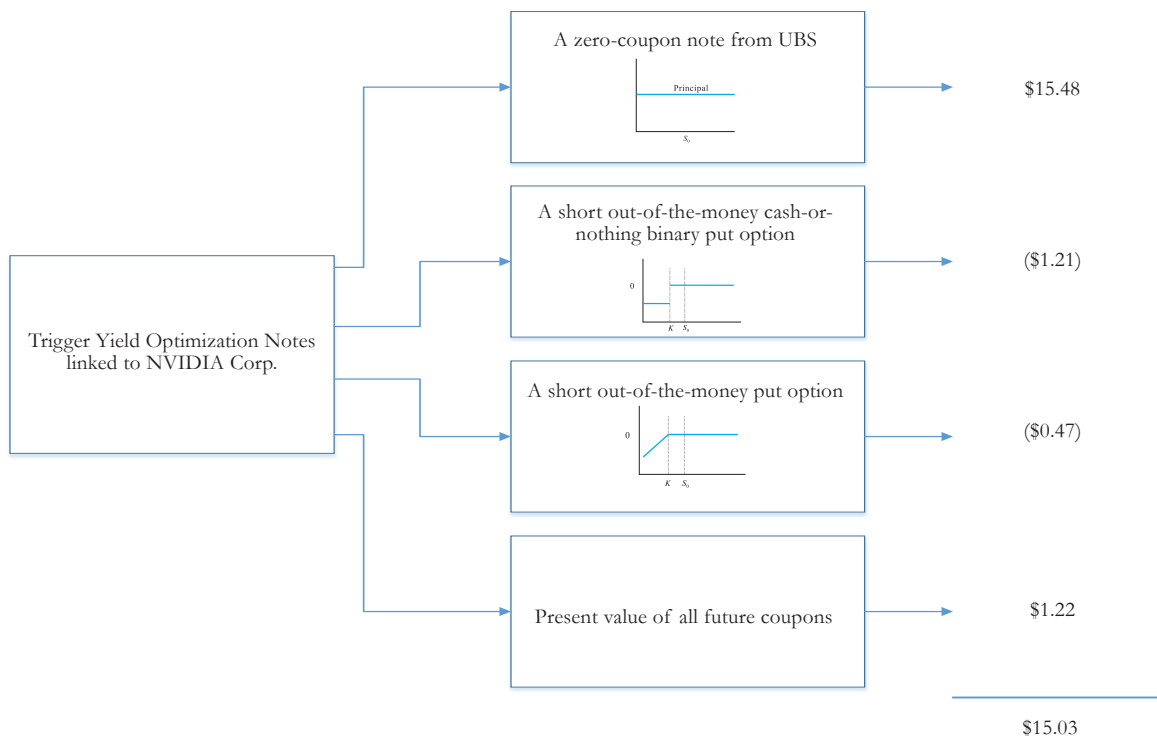 A zero-coupon note from UBS
Principal
S0
$15.48
A short out-of-the-money cash-or-
nothing binary put option
0
K S0
($1.21)
Trigger Yield Optimization Notes
linked to NVIDIA Corp.
A short out-of-the-money put option
0
K S0
($0.47)
Present value of all future coupons
$1.22
$15.03